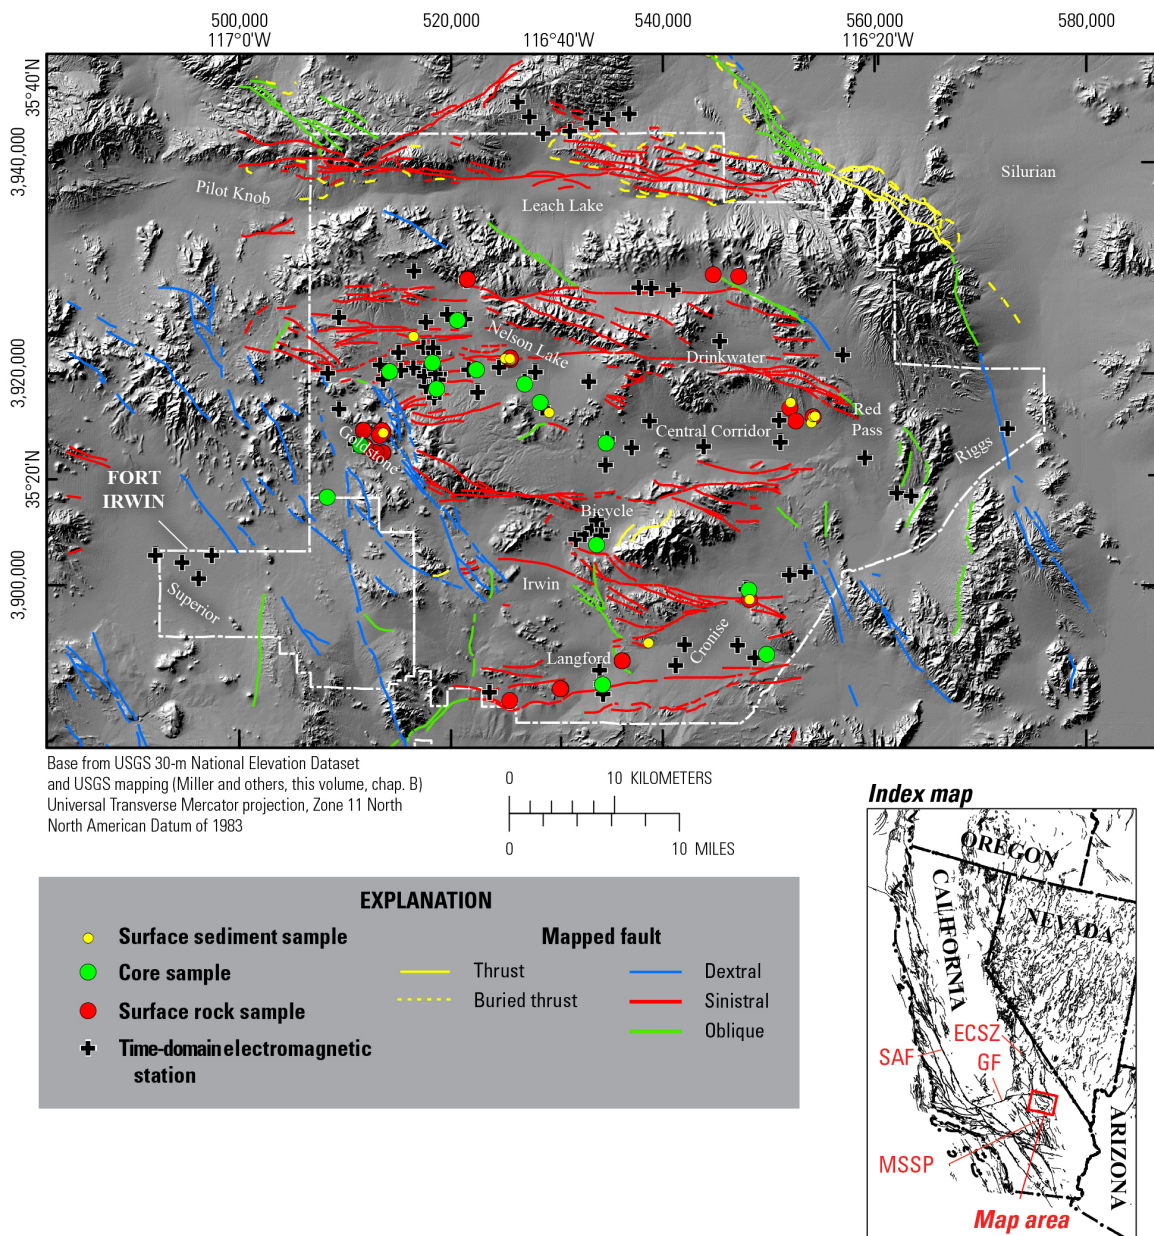 500,000
520,000
540,000
560,000
580,000
117°0'W
116°40'W
116°20'W
35°40'N
3,940,000
3,920,000
35°20'N
3,900,000
Silurian
Pilot Knob
Leach Lake
Nelson Lake
Drinkwater
Red
Pass
Central Corridor
Goldstone
Riggs
FORT
IRWIN
Bicycle
Irwin
Superior
Cronise
Langford
Base from USGS 30-m National Elevation Dataset
and USGS mapping (Miller and others, this volume, chap. B)
Universal Transverse Mercator projection, Zone 11 North
North American Datum of 1983
0 10 KILOMETERS
0 10 MILES
Index map
OREGON
CALIFORNIA
NEVADA
ECSZ
SAF
GF
MSSP
ARIZONA
Map area
EXPLANATION
Surface sediment sample
Core sample
Surface rock sample
Time-domain electromagnetic
station
Mapped fault
Thrust
Buried thrust
Dextral
Sinistral
Oblique